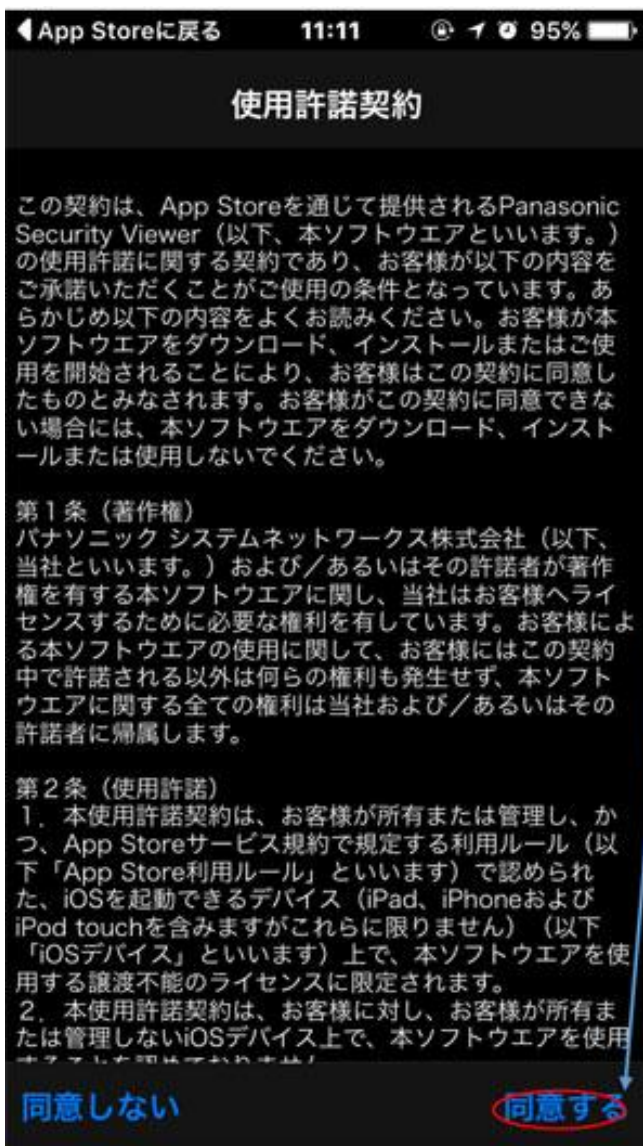 App Storeに戻る 11:11 95%
使用許諾契約
この契約は、App Storeを通じて提供されるPanasonic
Security Viewer（以下、本ソフトウエアといいます。）
の使用許諾に関する契約であり、お客様が以下の内容を
ご承諾いただくことがご使用の条件となっています。あ
らかじめ以下の内容をよくお読みください。お客様が本
ソフトウエアをダウンロード、インストールまたはご使
用を開始されることにより、お客様はこの契約に同意し
たものとみなされます。お客様がこの契約に同意できな
い場合には、本ソフトウエアをダウンロード、インスト
ールまたは使用しないでください。
第１条（著作権）
パナソニック システムネットワークス株式会社（以下、
当社といいます。）および／あるいはその許諾者が著作
権を有する本ソフトウエアに関し、当社はお客様へライ
センスするために必要な権利を有しています。お客様によ
る本ソフトウエアの使用に関して、お客様にはこの契約
中で許諾される以外は何らの権利も発生せず、本ソフト
ウエアに関する全ての権利は当社および／あるいはその
許諾者に帰属します。
第２条（使用許諾）
１．本使用許諾契約は、お客様が所有または管理し、か
つ、App Storeサービス規約で規定する利用ルール（以
下「App Store利用ルール」といいます）で認められ
た、iOSを起動できるデバイス（iPad、iPhoneおよび
iPod touchを含みますがこれらに限りません）（以下
「iOSデバイス」といいます）上で、本ソフトウエアを使
用する譲渡不能のライセンスに限定されます。
２．本使用許諾契約は、お客様に対し、お客様が所有ま
たは管理しないiOSデバイス上で、本ソフトウエアを使用
することを認めておりません
同意しない 同意する